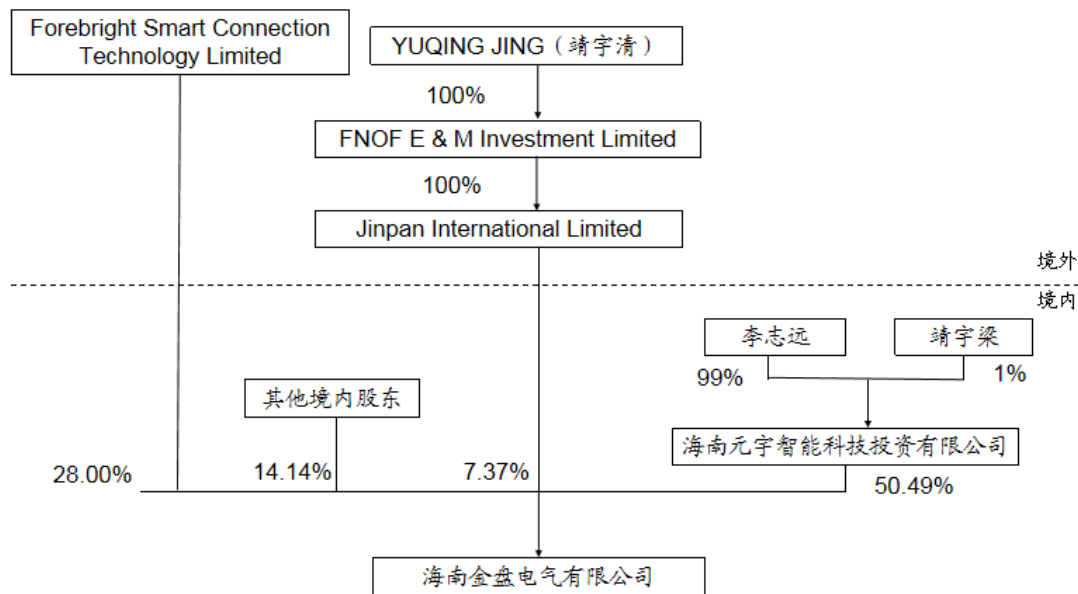 Forebright Smart Connection
Technology Limited
YUQING JING（靖宇清）
100%
FNOF E & M Investment Limited
100%
Jinpan International Limited
境外
境内
李志远
靖宇梁
99%
1%
其他境内股东
海南元宇智能科技投资有限公司
28.00%
14.14%
7.37%
50.49%
海南金盘电气有限公司